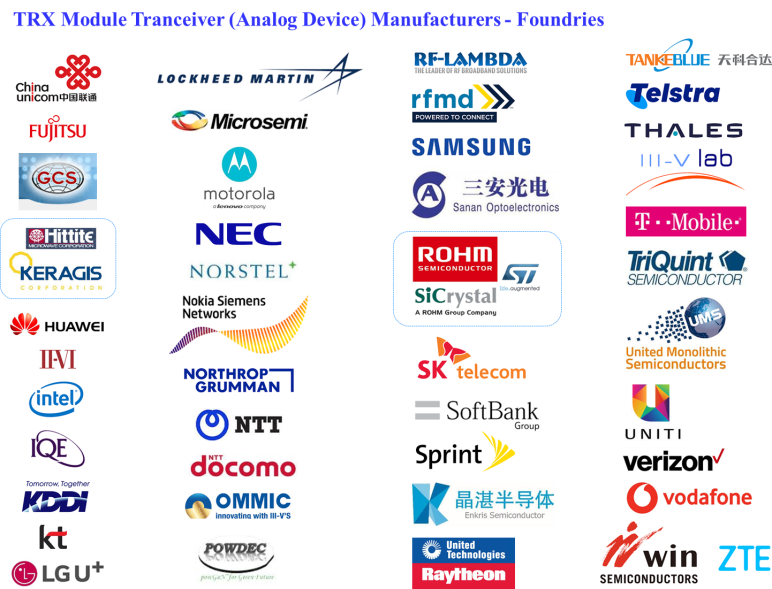 TRX Module Tranceiver (Analog Device) Manufacturers - Foundries
China
unicom中国联通
FUJITSU
GCS
Hittite
MICROWAVE CORPORATION
KERAGIS
CORPORATION
HUAWEI
II-VI
intel
IQE
Tomorrow, Together
KDDI
kt
LG U+
LOCKHEED MARTIN
Microsemi
motorola
a lenovo company
NEC
NORSTEL+
Nokia Siemens
Networks
NORTHROP
GRUMMAN
NTT
NTT
docomo
OMMIC
innovating with III-V'S
POWDEC
powGaN for Green Future
RF-LAMBDA
THE LEADER OF RF BROADBAND SOLUTIONS
rfmd
POWERED TO CONNECT
SAMSUNG
三安光电
Sanan Optoelectronics
ROHM
SEMICONDUCTOR
ST
life.augmented
SiCrystal
A ROHM Group Company
SK telecom
SoftBank
Group
Sprint
晶湛半导体
Enkris Semiconductor
United
Technologies
Raytheon
TANKEBLUE 天科合达
Telstra
THALES
III-V lab
T··Mobile·
TriQuint
SEMICONDUCTOR
UMS
United Monolithic
Semiconductors
UNITI
verizon
vodafone
win
SEMICONDUCTORS
ZTE